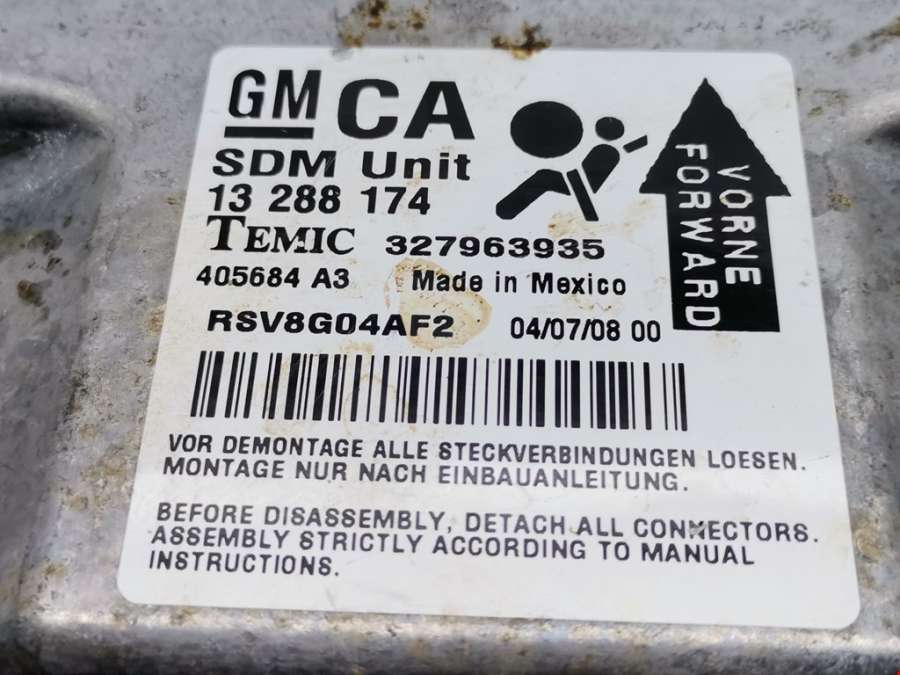 GM CA
SDM Unit
13 288 174
TEMIC 327963935
405684 A3 Made in Mexico
RSV8G04AF2 04/07/08 00
VORNE
FORWARD
VOR DEMONTAGE ALLE STECKVERBINDUNGEN LOESEN.
MONTAGE NUR NACH EINBAUANLEITUNG.
BEFORE DISASSEMBLY, DETACH ALL CONNECTORS.
ASSEMBLY STRICTLY ACCORDING TO MANUAL
INSTRUCTIONS.